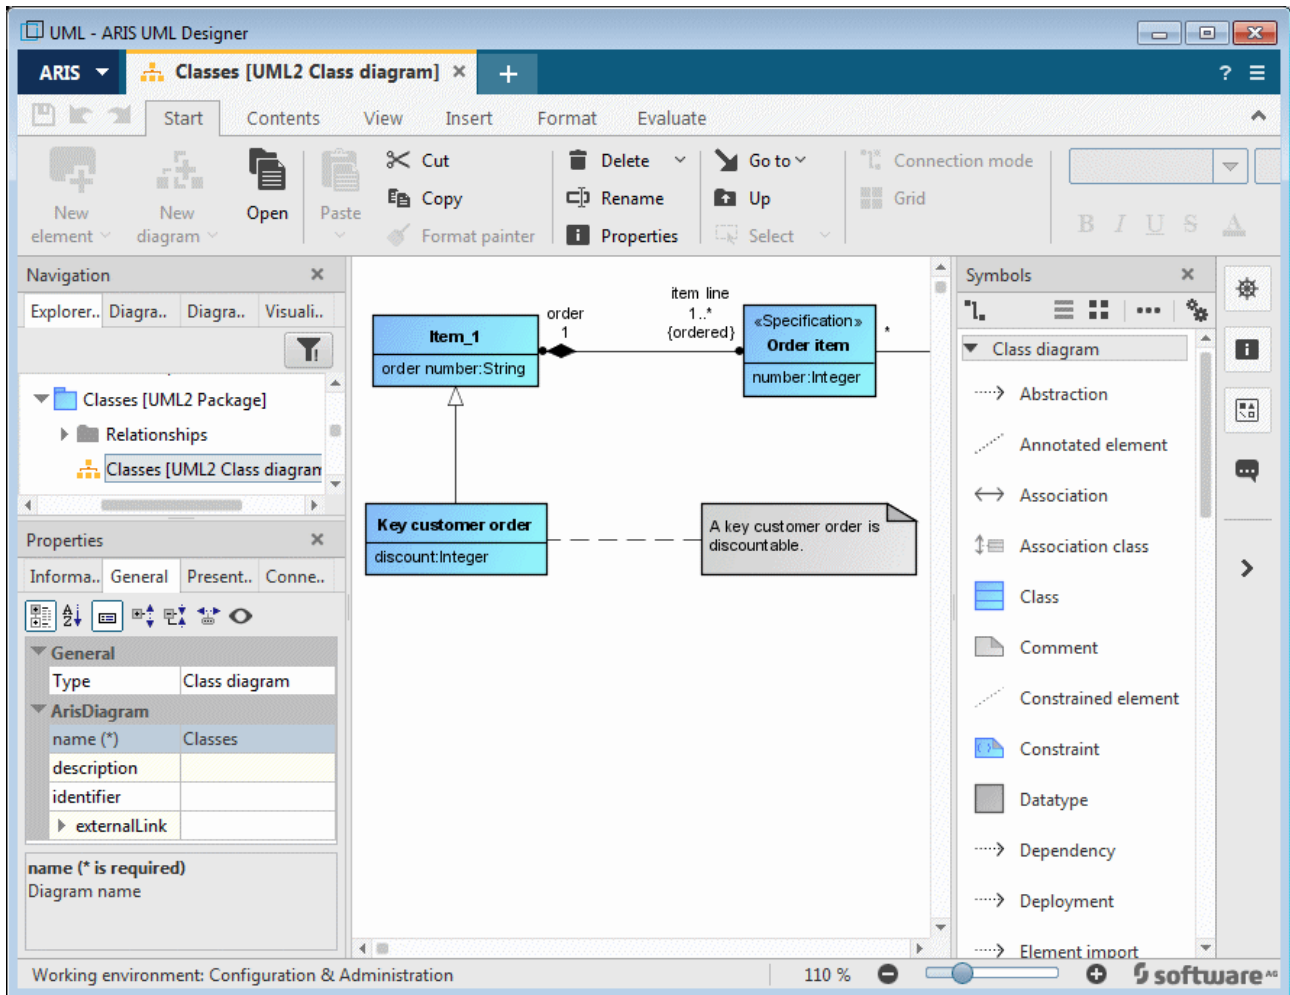 UML - ARIS UML Designer
ARIS Classes [UML2 Class diagram] × + ?
Start Contents View Insert Format Evaluate
New element
New diagram
Open
Paste
Cut
Copy
Format painter
Delete
Rename
Properties
Go to
Up
Select
Connection mode
Grid
B I U S A
Navigation
Explorer.. Diagra.. Diagra.. Visuali..
Classes [UML2 Package]
Relationships
Classes [UML2 Class diagram
Properties
Informa.. General Present.. Conne..
General
Type Class diagram
ArisDiagram
name (*) Classes
description
identifier
externalLink
name (* is required)
Diagram name
Item_1
order number:String
order
1
item line
1..*
{ordered}
«Specification»
Order item
number:Integer
*
Key customer order
discount:Integer
A key customer order is
discountable.
Symbols
Class diagram
Abstraction
Annotated element
Association
Association class
Class
Comment
Constrained element
Constraint
Datatype
Dependency
Deployment
Element import
Working environment: Configuration & Administration
110 %
software AG